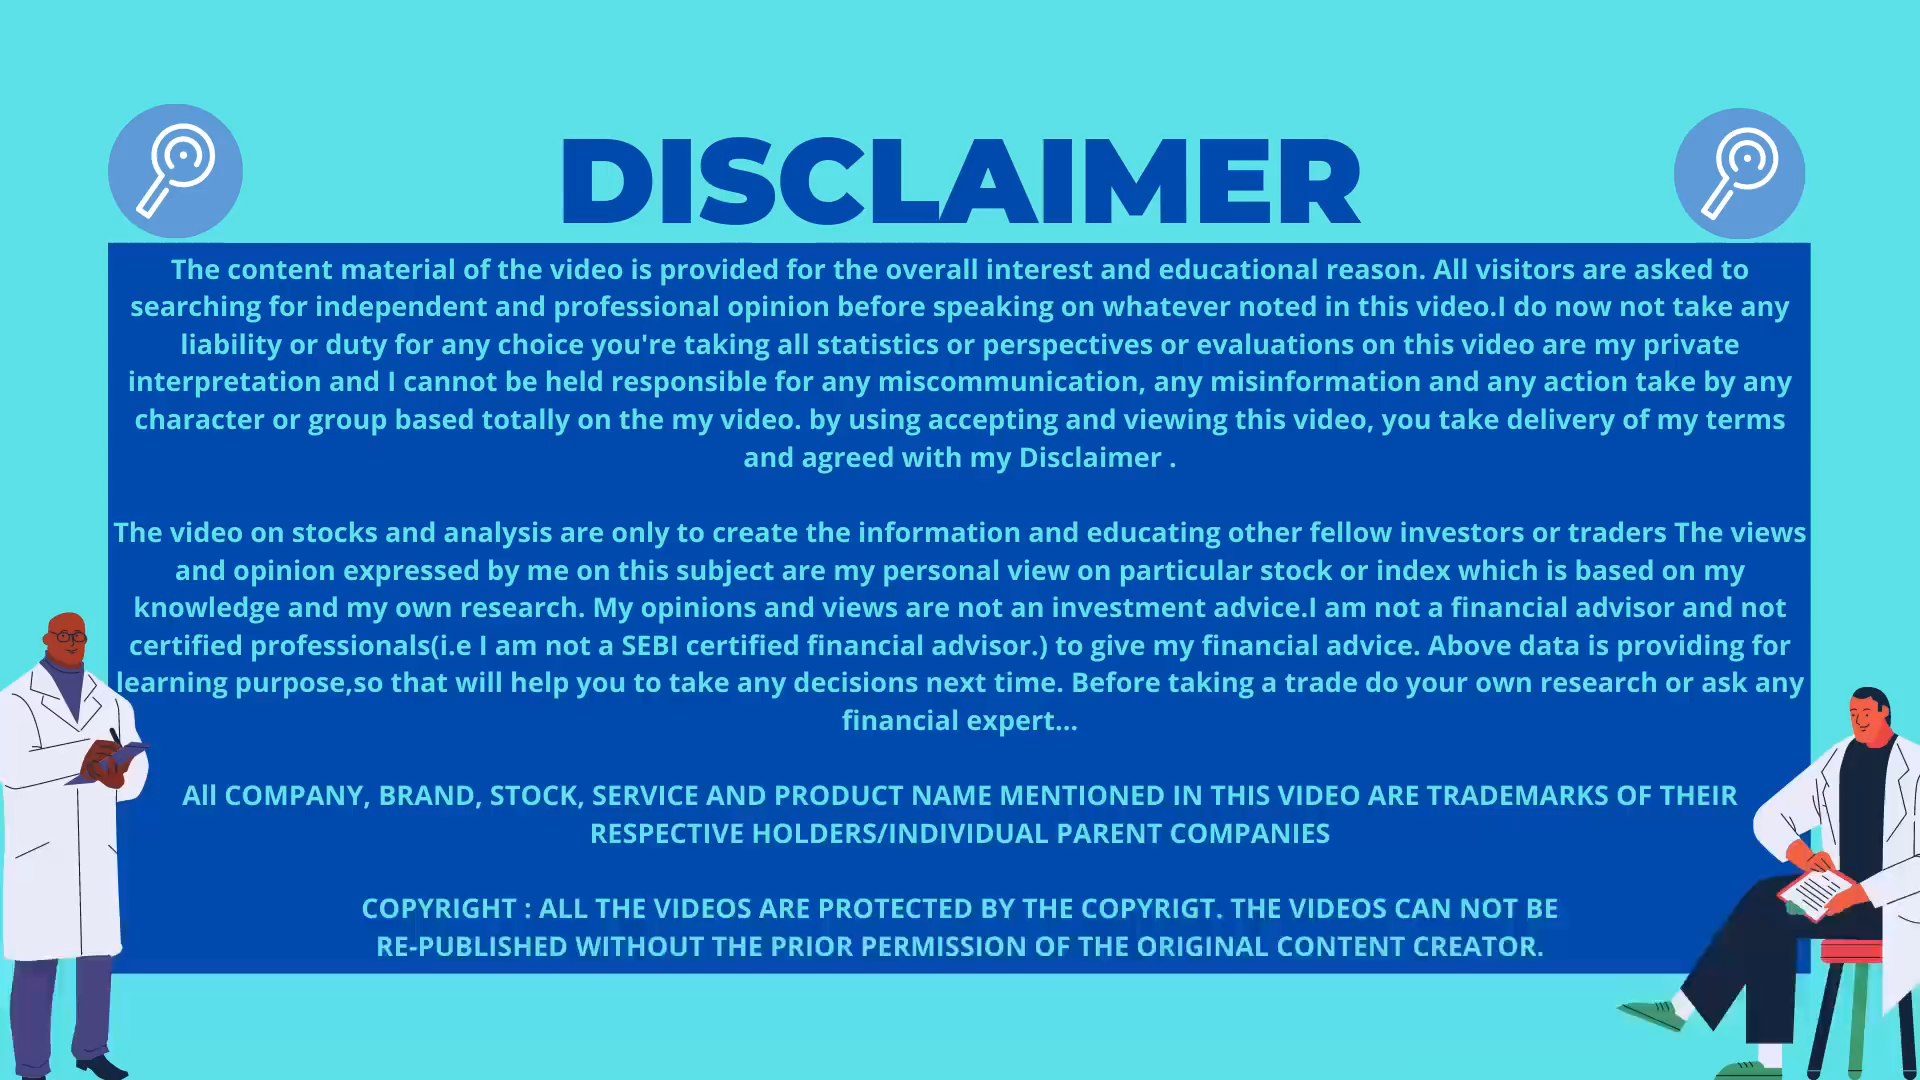 DISCLAIMER
The content material of the video is provided for the overall interest and educational reason. All visitors are asked to
searching for independent and professional opinion before speaking on whatever noted in this video.I do now not take any
liability or duty for any choice you're taking all statistics or perspectives or evaluations on this video are my private
interpretation and I cannot be held responsible for any miscommunication, any misinformation and any action take by any
character or group based totally on the my video. by using accepting and viewing this video, you take delivery of my terms
and agreed with my Disclaimer .
The video on stocks and analysis are only to create the information and educating other fellow investors or traders The views
and opinion expressed by me on this subject are my personal view on particular stock or index which is based on my
knowledge and my own research. My opinions and views are not an investment advice.I am not a financial advisor and not
certified professionals(i.e I am not a SEBI certified financial advisor.) to give my financial advice. Above data is providing for
learning purpose,so that will help you to take any decisions next time. Before taking a trade do your own research or ask any
financial expert...
All COMPANY, BRAND, STOCK, SERVICE AND PRODUCT NAME MENTIONED IN THIS VIDEO ARE TRADEMARKS OF THEIR
RESPECTIVE HOLDERS/INDIVIDUAL PARENT COMPANIES
COPYRIGHT : ALL THE VIDEOS ARE PROTECTED BY THE COPYRIGT. THE VIDEOS CAN NOT BE
RE-PUBLISHED WITHOUT THE PRIOR PERMISSION OF THE ORIGINAL CONTENT CREATOR.